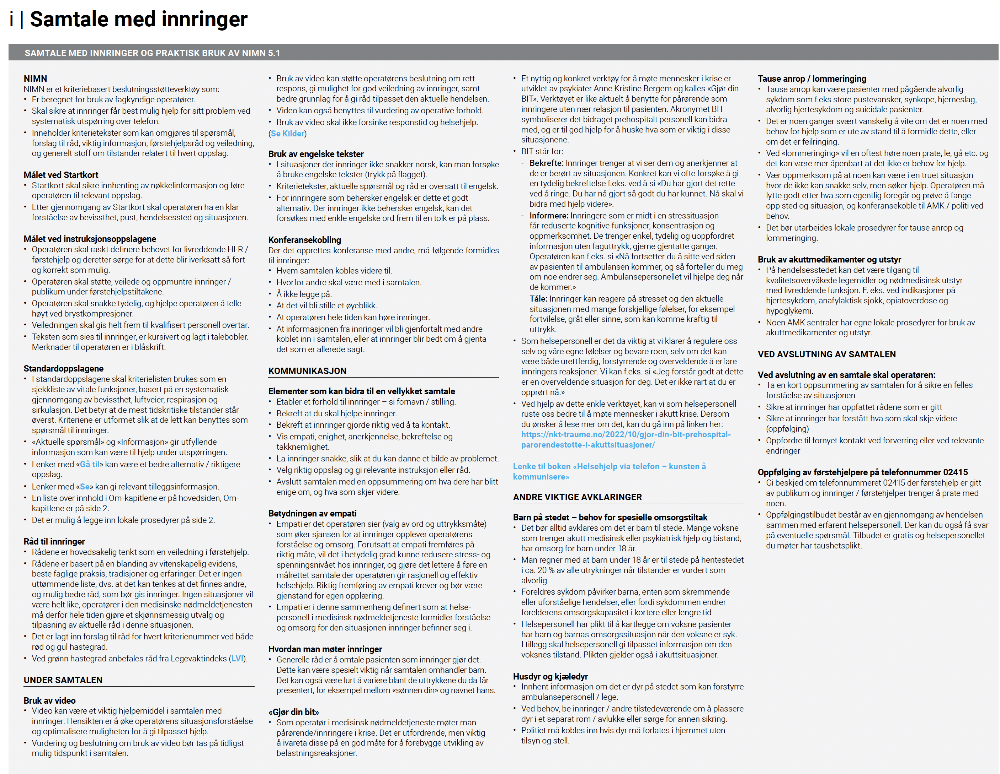 i | Samtale med innringer
SAMTALE MED INNRINGER OG PRAKTISK BRUK AV NIMN 5.1
NIMN
NIMN er et kriteriebasert beslutningsstøtteverktøy som:
• Er beregnet for bruk av fagkyndige operatører.
• Skal sikre at innringer får best mulig hjelp for sitt problem ved
systematisk utspørring over telefon.
• Inneholder kriterietekster som kan omgjøres til spørsmål,
forslag til råd, viktig informasjon, førstehjelpsråd og veiledning,
og generelt stoff om tilstander relatert til hvert oppslag.
Målet ved Startkort
• Startkort skal sikre innhenting av nøkkelinformasjon og føre
operatøren til relevant oppslag.
• Etter gjennomgang av Startkort skal operatøren ha en klar
forståelse av bevissthet, pust, hendelsessted og situasjonen.
Målet ved instruksjonsoppslagene
• Operatøren skal raskt definere behovet for livreddende HLR /
førstehjelp og deretter sørge for at dette blir iverksatt så fort
og korrekt som mulig.
• Operatøren skal støtte, veilede og oppmuntre innringer /
publikum under førstehjelpstiltakene.
• Operatøren skal snakke tydelig, og hjelpe operatøren å telle
høyt ved brystkompresjoner.
• Veiledningen skal gis helt frem til kvalifisert personell overtar.
• Teksten som sies til innringer, er kursivert og lagt i talebobler.
Merknader til operatøren er i blåskrift.
Standardoppslagene
• I standardoppslagene skal kriterielisten brukes som en
sjekkliste av vitale funksjoner, basert på en systematisk
gjennomgang av bevissthet, luftveier, respirasjon og
sirkulasjon. Det betyr at de mest tidskritiske tilstander står
øverst. Kriteriene er utformet slik at de lett kan benyttes som
spørsmål til innringer.
• «Aktuelle spørsmål» og «Informasjon» gir utfyllende
informasjon som kan være til hjelp under utspørringen.
• Lenker med «Gå til» kan være et bedre alternativ / riktigere
oppslag.
• Lenker med «Se» kan gi relevant tilleggsinformasjon.
• En liste over innhold i Om-kapitlene er på hovedsiden, Om-
kapitlene er på side 2.
• Det er mulig å legge inn lokale prosedyrer på side 2.
Råd til innringer
• Rådene er hovedsakelig tenkt som en veiledning i førstehjelp.
• Rådene er basert på en blanding av vitenskapelig evidens,
beste faglige praksis, tradisjoner og erfaringer. Det er ingen
uttømmende liste, dvs. at det kan tenkes at det finnes andre,
og mulig bedre råd, som bør gis innringer. Ingen situasjoner vil
være helt like, operatører i den medisinske nødmeldetjenesten
må derfor hele tiden gjøre et skjønnsmessig utvalg og
tilpasning av aktuelle råd i denne situasjonen.
• Det er lagt inn forslag til råd for hvert kriterienummer ved både
rød og gul hastegrad.
• Ved grønn hastegrad anbefales råd fra Legevaktindeks (LVI).
UNDER SAMTALEN
Bruk av video
• Video kan være et viktig hjelpemiddel i samtalen med
innringer. Hensikten er å øke operatørens situasjonsforståelse
og optimalisere muligheten for å gi tilpasset hjelp.
• Vurdering og beslutning om bruk av video bør tas på tidligst
mulig tidspunkt i samtalen.
• Bruk av video kan støtte operatørens beslutning om rett
respons, gi mulighet for god veiledning av innringer, samt
bedre grunnlag for å gi råd tilpasset den aktuelle hendelsen.
• Video kan også benyttes til vurdering av operative forhold.
• Bruk av video skal ikke forsinke responstid og helsehjelp.
(Se Kilder)
Bruk av engelske tekster
• I situasjoner der innringer ikke snakker norsk, kan man forsøke
å bruke engelske tekster (trykk på flagget).
• Kriterietekster, aktuelle spørsmål og råd er oversatt til engelsk.
• For innringere som behersker engelsk er dette et godt
alternativ. Der innringer ikke behersker engelsk, kan det
forsøkes med enkle engelske ord frem til en tolk er på plass.
Konferansekobling
Der det opprettes konferanse med andre, må følgende formidles
til innringer:
• Hvem samtalen kobles videre til.
• Hvorfor andre skal være med i samtalen.
• Å ikke legge på.
• At det vil bli stille et øyeblikk.
• At operatøren hele tiden kan høre innringer.
• At informasjonen fra innringer vil bli gjenfortalt med andre
koblet inn i samtalen, eller at innringer blir bedt om å gjenta
det som er allerede sagt.
KOMMUNIKASJON
Elementer som kan bidra til en vellykket samtale
• Etabler et forhold til innringer – si fornavn / stilling.
• Bekreft at du skal hjelpe innringer.
• Bekreft at innringer gjorde riktig ved å ta kontakt.
• Vis empati, enighet, anerkjennelse, bekreftelse og
takknemlighet.
• La innringer snakke, slik at du kan danne et bilde av problemet.
• Velg riktig oppslag og gi relevante instruksjon eller råd.
• Avslutt samtalen med en oppsummering om hva dere har blitt
enige om, og hva som skjer videre.
Betydningen av empati
• Empati er det operatøren sier (valg av ord og uttrykksmåte)
som øker sjansen for at innringer opplever operatørens
forståelse og omsorg. Forutsatt at empati fremføres på
riktig måte, vil det i betydelig grad kunne redusere stress- og
spenningsnivået hos innringer, og gjøre det lettere å føre en
målrettet samtale der operatøren gir rasjonell og effektiv
helsehjelp. Riktig fremføring av empati krever og bør være
gjenstand for egen opplæring.
• Empati er i denne sammenheng definert som at helse-
personell i medisinsk nødmeldetjeneste formidler forståelse
og omsorg for den situasjonen innringer befinner seg i.
Hvordan man møter innringer
• Generelle råd er å omtale pasienten som innringer gjør det.
Dette kan være spesielt viktig når samtalen omhandler barn.
Det kan også være lurt å variere blant de uttrykkene du da får
presentert, for eksempel mellom «sønnen din» og navnet hans.
«Gjør din bit»
• Som operatør i medisinsk nødmeldetjeneste møter man
pårørende/innringere i krise. Det er utfordrende, men viktig
å ivareta disse på en god måte for å forebygge utvikling av
belastningsreaksjoner.
• Et nyttig og konkret verktøy for å møte mennesker i krise er
utviklet av psykiater Anne Kristine Bergem og kalles «Gjør din
BIT». Verktøyet er like aktuelt å benytte for pårørende som
innringere uten nær relasjon til pasienten. Akronymet BIT
symboliserer det bidraget prehospitalt personell kan bidra
med, og er til god hjelp for å huske hva som er viktig i disse
situasjonene.
• BIT står for:
- Bekrefte: Innringer trenger at vi ser dem og anerkjenner at
de er berørt av situasjonen. Konkret kan vi ofte forsøke å gi
en tydelig bekreftelse f.eks. ved å si «Du har gjort det rette
ved å ringe. Du har nå gjort så godt du har kunnet. Nå skal vi
bidra med hjelp videre».
- Informere: Innringere som er midt i en stressituasjon
får reduserte kognitive funksjoner, konsentrasjon og
oppmerksomhet. De trenger enkel, tydelig og uoppfordret
informasjon uten faguttrykk, gjerne gjentatte ganger.
Operatøren kan f.eks. si «Nå fortsetter du å sitte ved siden
av pasienten til ambulansen kommer, og så forteller du meg
om noe endrer seg. Ambulansepersonellet vil hjelpe deg når
de kommer.»
- Tåle: Innringer kan reagere på stresset og den aktuelle
situasjonen med mange forskjellige følelser, for eksempel
fortvilelse, gråt eller sinne, som kan komme kraftig til
uttrykk.
• Som helsepersonell er det da viktig at vi klarer å regulere oss
selv og våre egne følelser og bevare roen, selv om det kan
være både urettferdig, forstyrrende og overveldende å erfare
innringers reaksjoner. Vi kan f.eks. si «Jeg forstår godt at dette
er en overveldende situasjon for deg. Det er ikke rart at du er
opprørt nå.»
• Ved hjelp av dette enkle verktøyet, kan vi som helsepersonell
ruste oss bedre til å møte mennesker i akutt krise. Dersom
du ønsker å lese mer om det, kan du gå inn på linken her:
https://nkt-traume.no/2022/10/gjor-din-bit-prehospital-
parorendestotte-i-akuttsituasjoner/
Lenke til boken «Helsehjelp via telefon – kunsten å
kommunisere»
ANDRE VIKTIGE AVKLARINGER
Barn på stedet – behov for spesielle omsorgstiltak
• Det bør alltid avklares om det er barn til stede. Mange voksne
som trenger akutt medisinsk eller psykiatrisk hjelp og bistand,
har omsorg for barn under 18 år.
• Man regner med at barn under 18 år er til stede på hentestedet
i ca. 20 % av alle utrykninger når tilstander er vurdert som
alvorlig
• Foreldres sykdom påvirker barna, enten som skremmende
eller uforståelige hendelser, eller fordi sykdommen endrer
forelderens omsorgskapasitet i kortere eller lengre tid
• Helsepersonell har plikt til å kartlegge om voksne pasienter
har barn og barnas omsorgssituasjon når den voksne er syk.
I tillegg skal helsepersonell gi tilpasset informasjon om den
voksnes tilstand. Plikten gjelder også i akuttsituasjoner.
Husdyr og kjæledyr
• Innhent informasjon om det er dyr på stedet som kan forstyrre
ambulansepersonell / lege.
• Ved behov, be innringer / andre tilstedeværende om å plassere
dyr i et separat rom / avlukke eller sørge for annen sikring.
• Politiet må kobles inn hvis dyr må forlates i hjemmet uten
tilsyn og stell.
Tause anrop / lommeringing
• Tause anrop kan være pasienter med pågående alvorlig
sykdom som f.eks store pustevansker, synkope, hjerneslag,
alvorlig hjertesykdom og suicidale pasienter.
• Det er noen ganger svært vanskelig å vite om det er noen med
behov for hjelp som er ute av stand til å formidle dette, eller
om det er feilringing.
• Ved «lommeringing» vil en oftest høre noen prate, le, gå etc. og
det kan være mer åpenbart at det ikke er behov for hjelp.
• Vær oppmerksom på at noen kan være i en truet situasjon
hvor de ikke kan snakke selv, men søker hjelp. Operatøren må
lytte godt etter hva som egentlig foregår og prøve å fange
opp sted og situasjon, og konferansekoble til AMK / politi ved
behov.
• Det bør utarbeides lokale prosedyrer for tause anrop og
lommeringing.
Bruk av akuttmedikamenter og utstyr
• På hendelsesstedet kan det være tilgang til
kvalitetsovervåkede legemidler og nødmedisinsk utstyr
med livreddende funksjon. F. eks. ved indikasjoner på
hjertesykdom, anafylaktisk sjokk, opiatoverdose og
hypoglykemi.
• Noen AMK sentraler har egne lokale prosedyrer for bruk av
akuttmedikamenter og utstyr.
VED AVSLUTNING AV SAMTALEN
Ved avslutning av en samtale skal operatøren:
• Ta en kort oppsummering av samtalen for å sikre en felles
forståelse av situasjonen
• Sikre at innringer har oppfattet rådene som er gitt
• Sikre at innringer har forstått hva som skal skje videre
(oppfølging)
• Oppfordre til fornyet kontakt ved forverring eller ved relevante
endringer
Oppfølging av førstehjelpere på telefonnummer 02415
• Gi beskjed om telefonnummeret 02415 der førstehjelp er gitt
av publikum og innringer / førstehjelper trenger å prate med
noen.
• Oppfølgingstilbudet består av en gjennomgang av hendelsen
sammen med erfarent helsepersonell. Der kan du også få svar
på eventuelle spørsmål. Tilbudet er gratis og helsepersonellet
du møter har taushetsplikt.